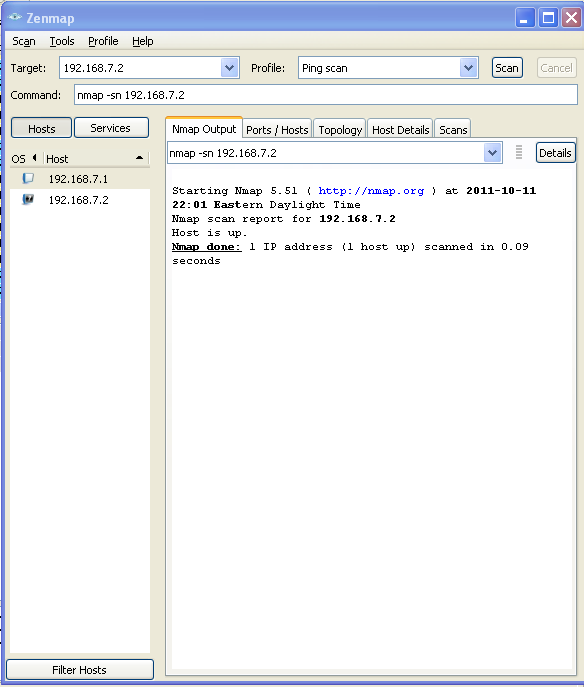 Zenmap
Scan Tools Profile Help
Target: 192.168.7.2 Profile: Ping scan Scan Cancel
Command: nmap -sn 192.168.7.2
Hosts Services
Nmap Output Ports / Hosts Topology Host Details Scans
OS Host
192.168.7.1
192.168.7.2
nmap -sn 192.168.7.2 Details
Starting Nmap 5.51 ( http://nmap.org ) at 2011-10-11
22:01 Eastern Daylight Time
Nmap scan report for 192.168.7.2
Host is up.
Nmap done: 1 IP address (1 host up) scanned in 0.09
seconds
Filter Hosts